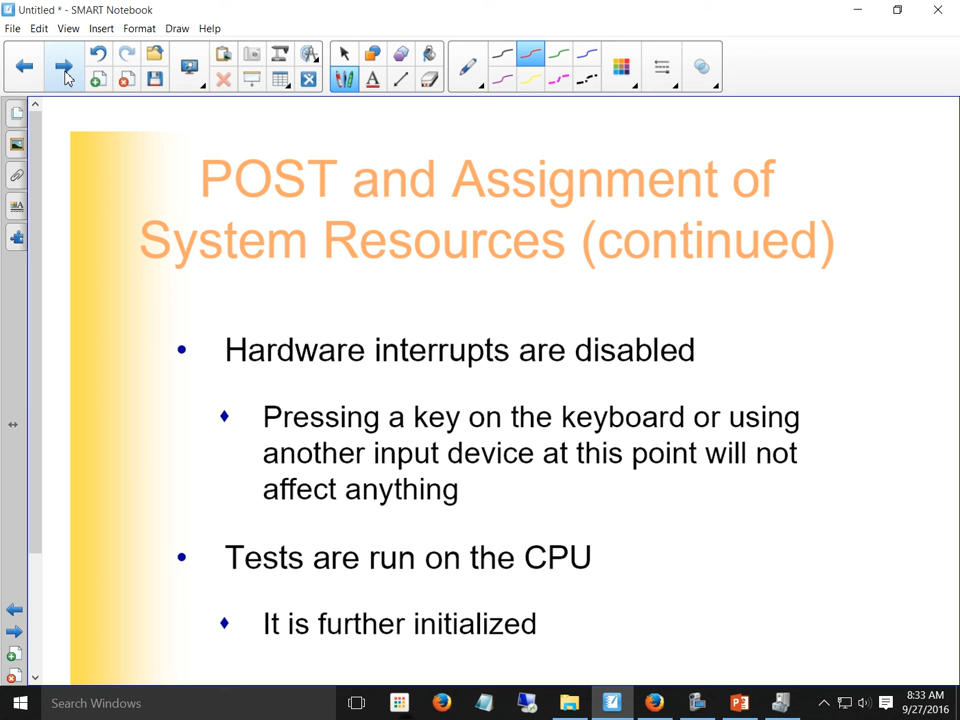 Untitled * - SMART Notebook
File Edit View Insert Format Draw Help
POST and Assignment of
System Resources (continued)
• Hardware interrupts are disabled
♦ Pressing a key on the keyboard or using
another input device at this point will not
affect anything
• Tests are run on the CPU
♦ It is further initialized
Search Windows
8:33 AM
9/27/2016